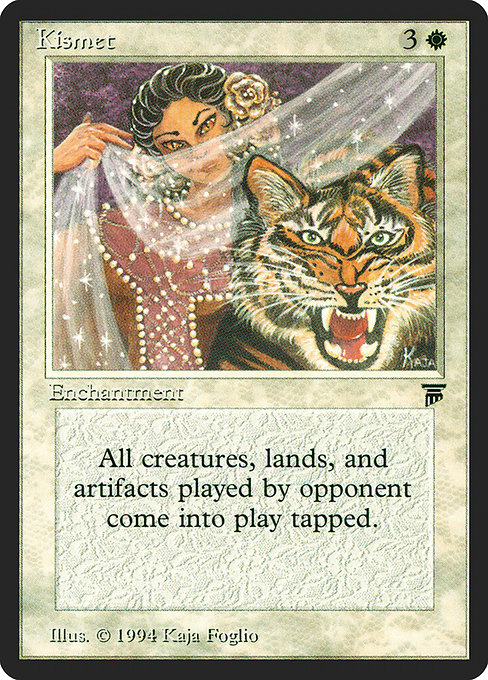 Kismet 3
KAJA
Enchantment
All creatures, lands, and
artifacts played by opponent
come into play tapped.
Illus. © 1994 Kaja Foglio